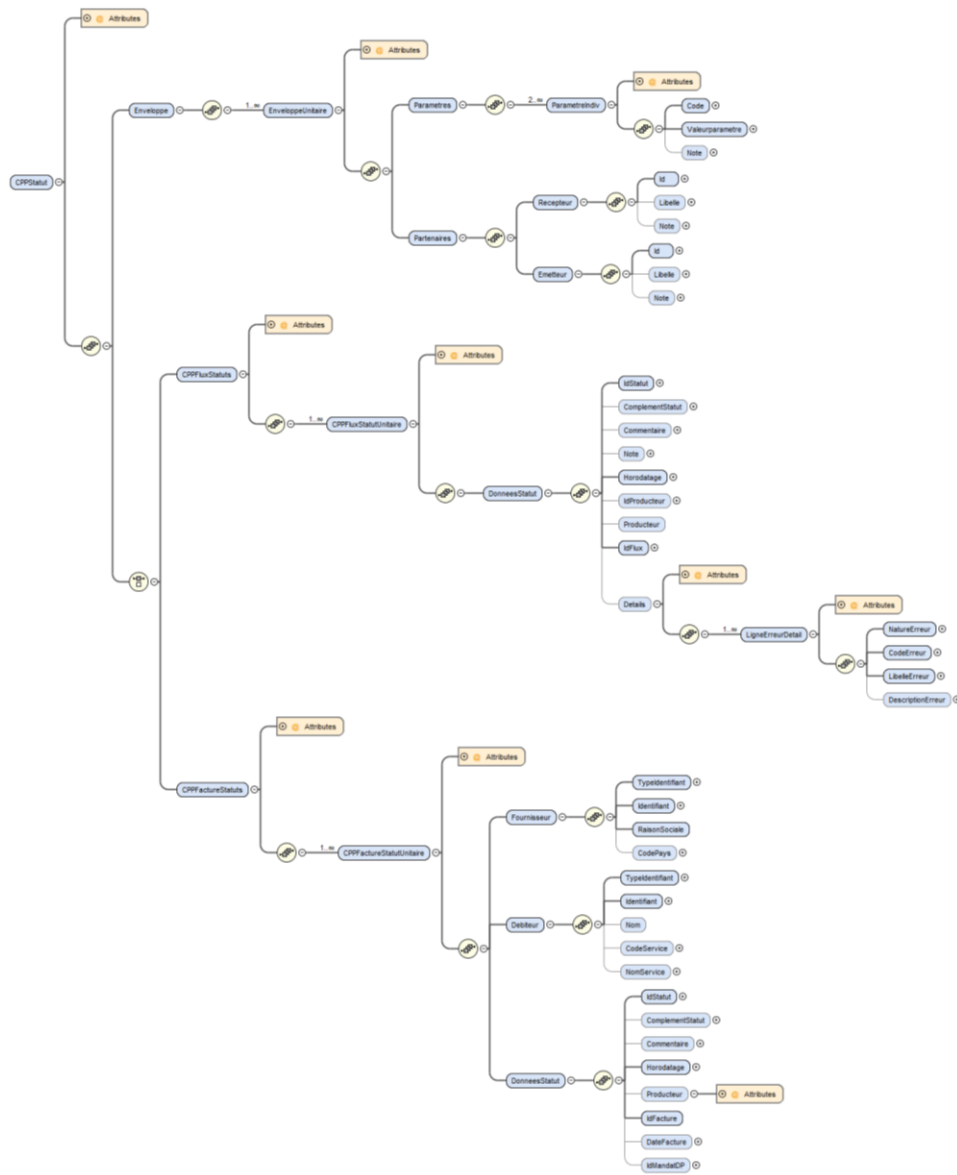 Attributes
Attributes
Attributes
Enveloppe
1..∞
EnveloppeUnitaire
Parametres
2..∞
ParametreIndiv
Code
Valeurparametre
Note
CPPStatut
Partenaires
Recepteur
Id
Libelle
Note
Emetteur
Id
Libelle
Note
Attributes
CPPFluxStatuts
Attributes
1..∞
CPPFluxStatutUnitaire
DonneesStatut
IdStatut
ComplementStatut
Commentaire
Note
Horodatage
IdProducteur
Producteur
IdFlux
Details
Attributes
1..∞
LigneErreurDetail
Attributes
NatureErreur
CodeErreur
LibelleErreur
DescriptionErreur
Attributes
CPPFactureStatuts
Attributes
1..∞
CPPFactureStatutUnitaire
Fournisseur
TypeIdentifiant
Identifiant
RaisonSociale
CodePays
Debiteur
TypeIdentifiant
Identifiant
Nom
CodeService
NomService
DonneesStatut
IdStatut
ComplementStatut
Commentaire
Horodatage
Producteur
Attributes
IdFacture
DateFacture
IdMandatDP